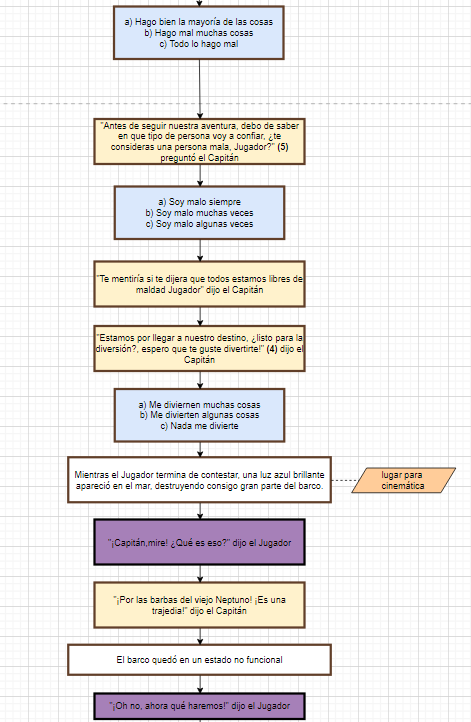 a) Hago bien la mayoría de las cosas
b) Hago mal muchas cosas
c) Todo lo hago mal
"Antes de seguir nuestra aventura, debo de saber
en que tipo de persona voy a confiar, ¿te
consideras una persona mala, Jugador?" (5)
preguntó el Capitán
a) Soy malo siempre
b) Soy malo muchas veces
c) Soy malo algunas veces
"Te mentiría si te dijera que todos estamos libres de
maldad Jugador" dijo el Capitán
"Estamos por llegar a nuestro destino, ¿listo para la
diversión?, espero que te guste divertirte!" (4) dijo el
Capitán
a) Me diviernen muchas cosas
b) Me divierten algunas cosas
c) Nada me divierte
Mientras el Jugador termina de contestar, una luz azul brillante
apareció en el mar, destruyendo consigo gran parte del barco.
lugar para
cinemática
"¡Capitán,mire! ¿Qué es eso?" dijo el Jugador
"¡Por las barbas del viejo Neptuno! ¡Es una
trajedia!" dijo el Capitán
El barco quedó en un estado no funcional
"¡Oh no, ahora qué haremos!" dijo el Jugador